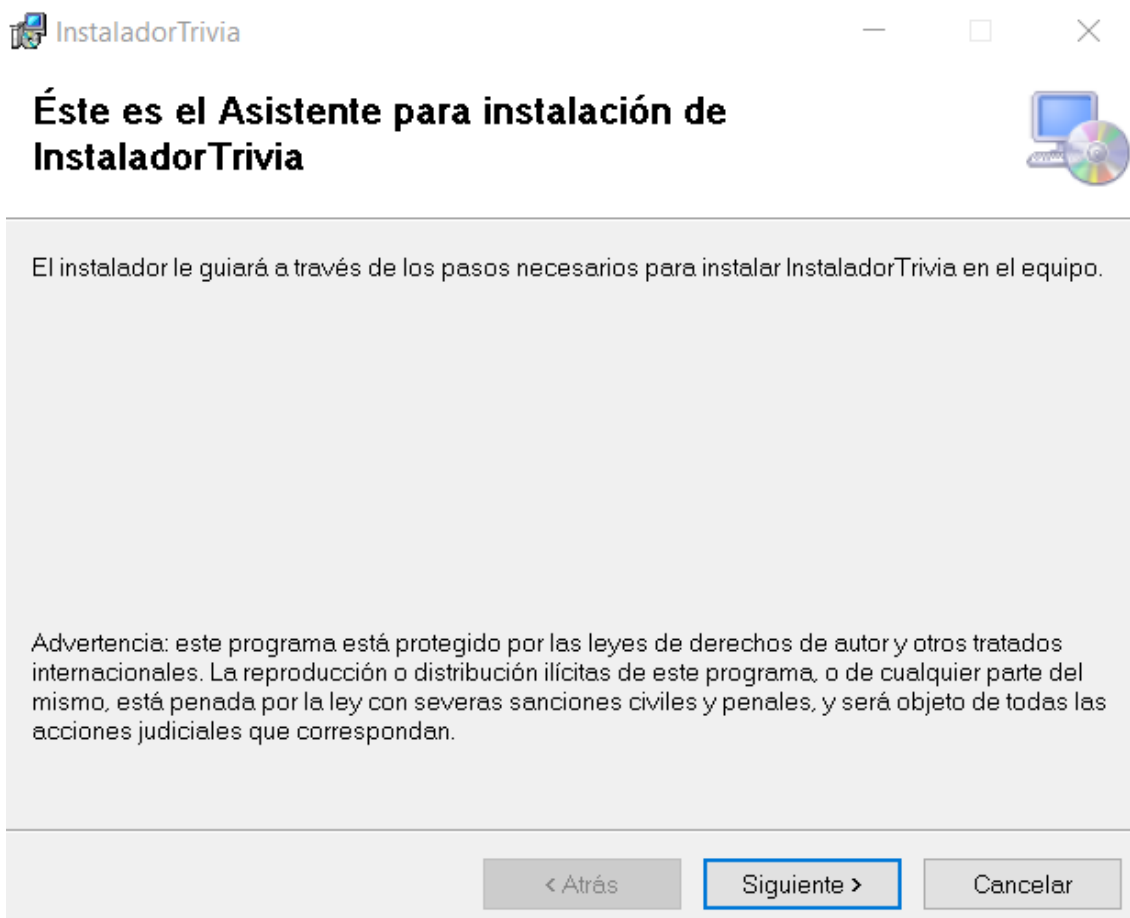 InstaladorTrivia
Éste es el Asistente para instalación de
InstaladorTrivia
El instalador le guiará a través de los pasos necesarios para instalar InstaladorTrivia en el equipo.
Advertencia: este programa está protegido por las leyes de derechos de autor y otros tratados
internacionales. La reproducción o distribución ilícitas de este programa, o de cualquier parte del
mismo, está penada por la ley con severas sanciones civiles y penales, y será objeto de todas las
acciones judiciales que correspondan.
< Atrás Siguiente > Cancelar